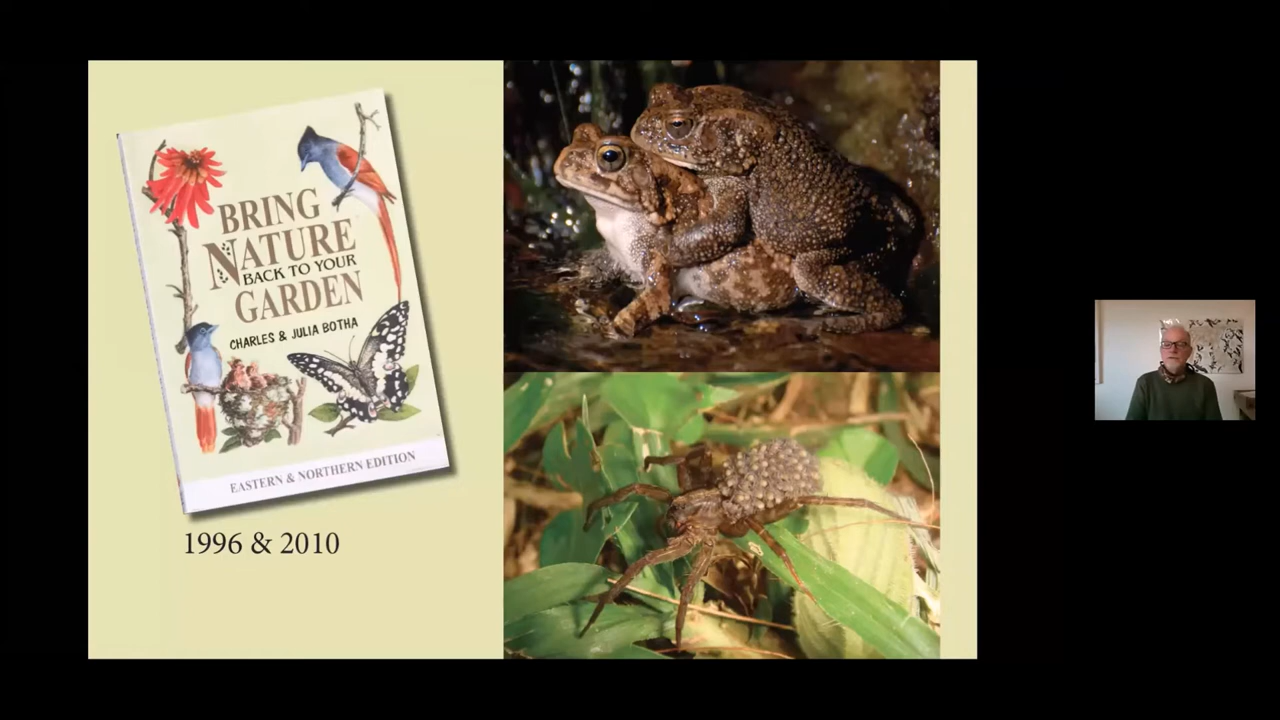 BRING
NATURE
BACK TO YOUR
GARDEN
CHARLES & JULIA BOTHA
EASTERN & NORTHERN EDITION
1996 & 2010